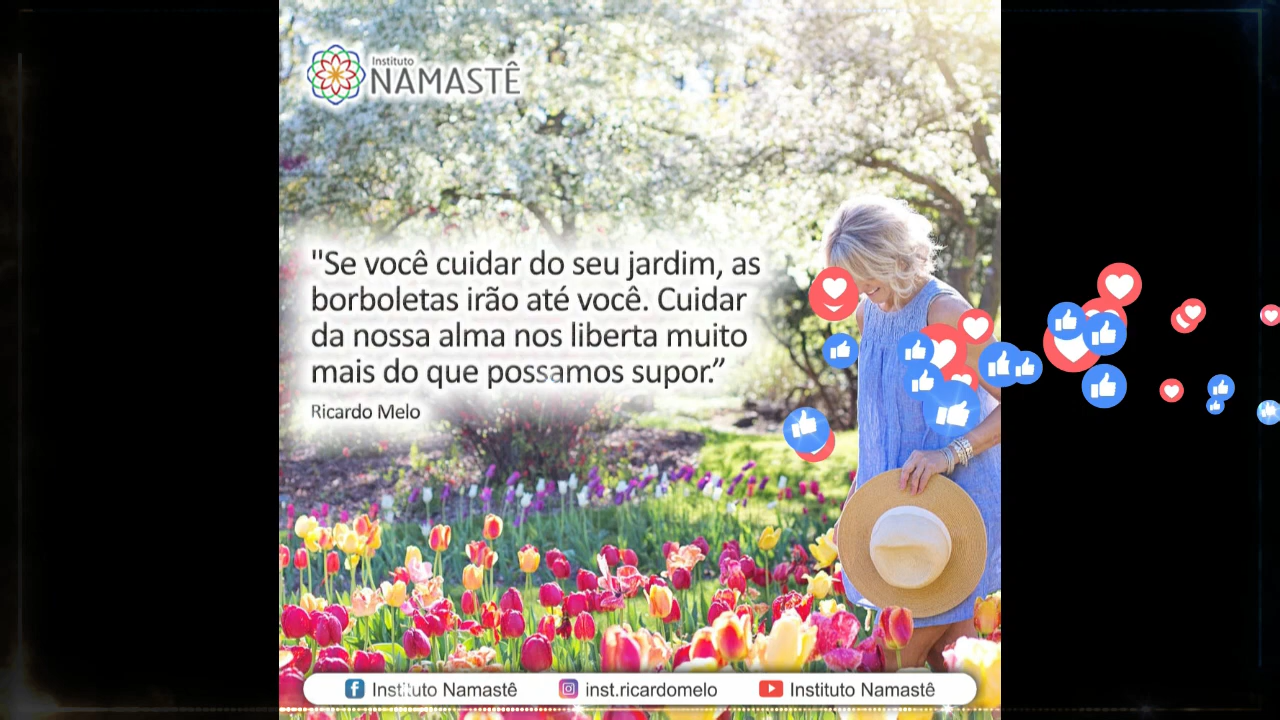 Instituto
NAMASTÊ
"Se você cuidar do seu jardim, as
borboletas irão até você. Cuidar
da nossa alma nos liberta muito
mais do que possamos supor.”
Ricardo Melo
Instituto Namastê inst.ricardomelo Instituto Namastê